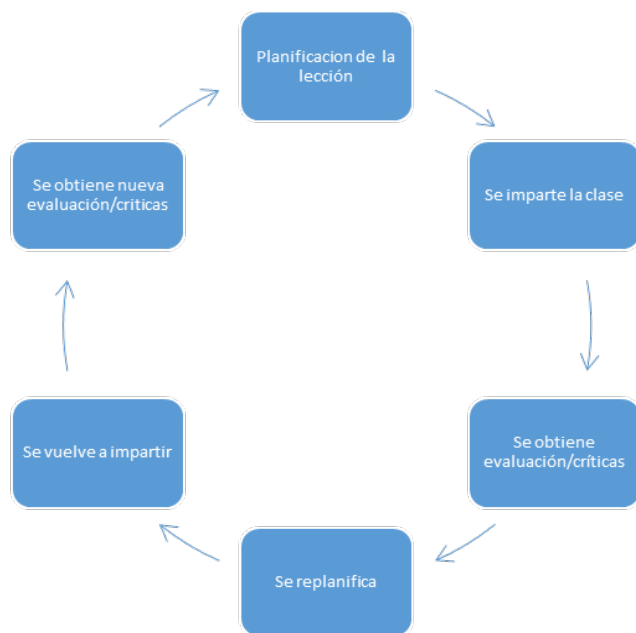 Planificacion de la
lección
Se imparte la clase
Se obtiene
evaluación/críticas
Se replanifica
Se vuelve a impartir
Se obtiene nueva
evaluación/criticas